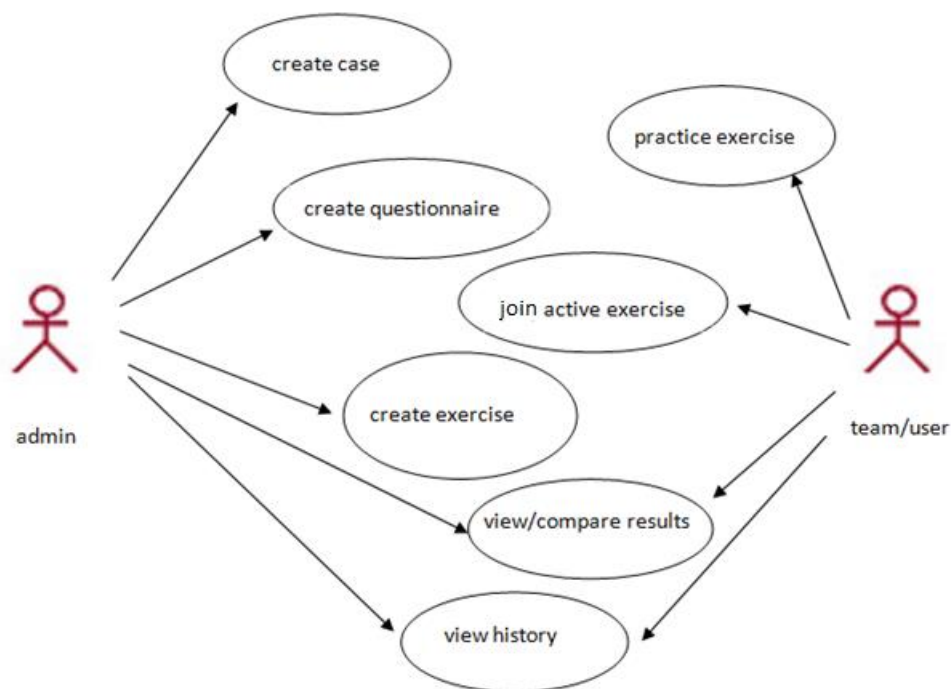 create case
practice exercise
create questionnaire
join active exercise
create exercise
admin
team/user
view/compare results
view history